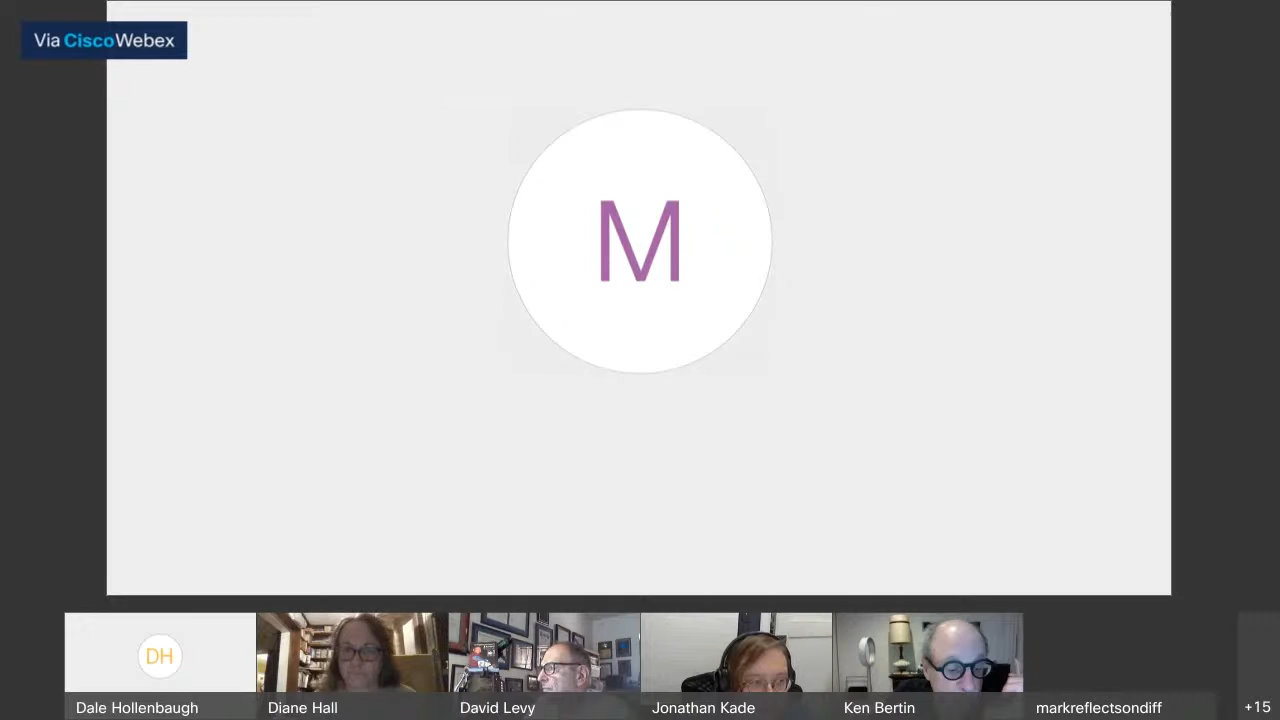 Via CiscoWebex
M
DH
Dale Hollenbaugh
Diane Hall
David Levy
Jonathan Kade
Ken Bertin
markreflectsondiff
+15